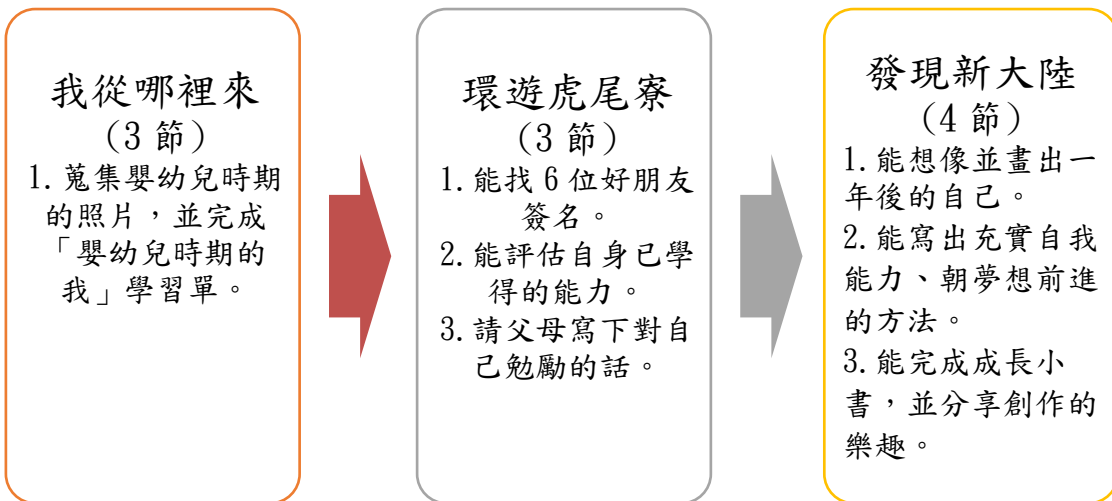 我從哪裡來
(3 節)
1. 蒐集嬰幼兒時期
的照片，並完成
「嬰幼兒時期的
我」學習單。
環遊虎尾寮
(3 節)
1. 能找 6 位好朋友
簽名。
2. 能評估自身已學
得的能力。
3. 請父母寫下對自
己勉勵的話。
發現新大陸
(4 節)
1. 能想像並畫出一
年後的自己。
2. 能寫出充實自我
能力、朝夢想前進
的方法。
3. 能完成成長小
書，並分享創作的
樂趣。